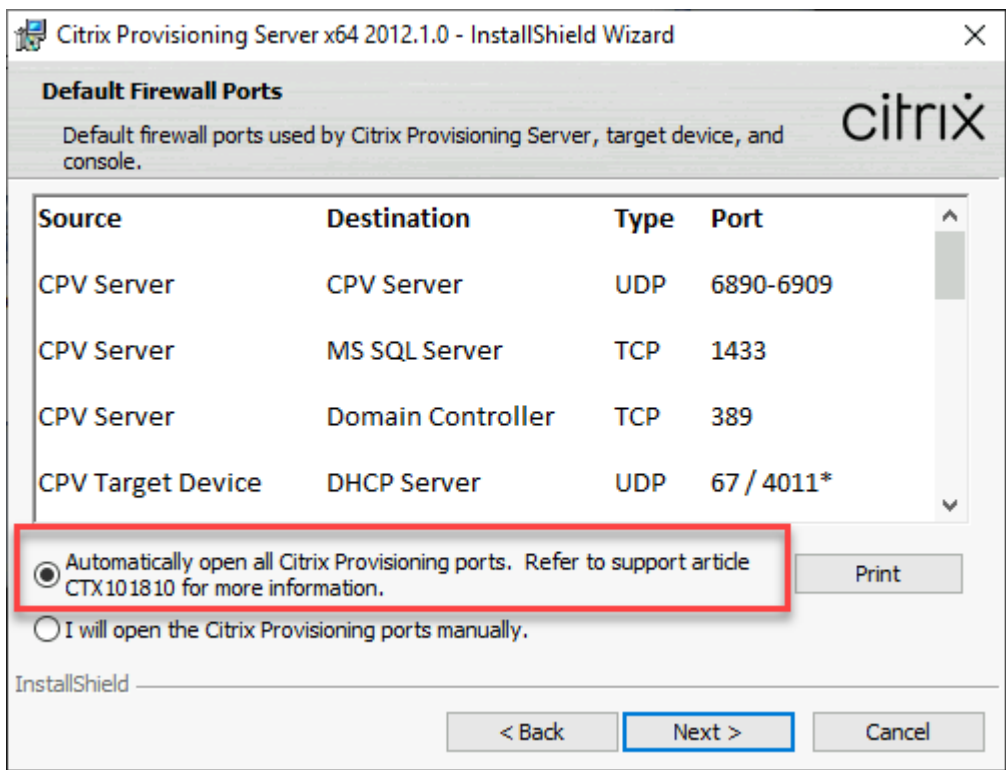 Citrix Provisioning Server x64 2012.1.0 - InstallShield Wizard
Default Firewall Ports
Default firewall ports used by Citrix Provisioning Server, target device, and
console.
citrix
Source Destination Type Port
CPV Server CPV Server UDP 6890-6909
CPV Server MS SQL Server TCP 1433
CPV Server Domain Controller TCP 389
CPV Target Device DHCP Server UDP 67 / 4011*
Automatically open all Citrix Provisioning ports. Refer to support article
CTX101810 for more information.
Print
I will open the Citrix Provisioning ports manually.
InstallShield
< Back Next > Cancel